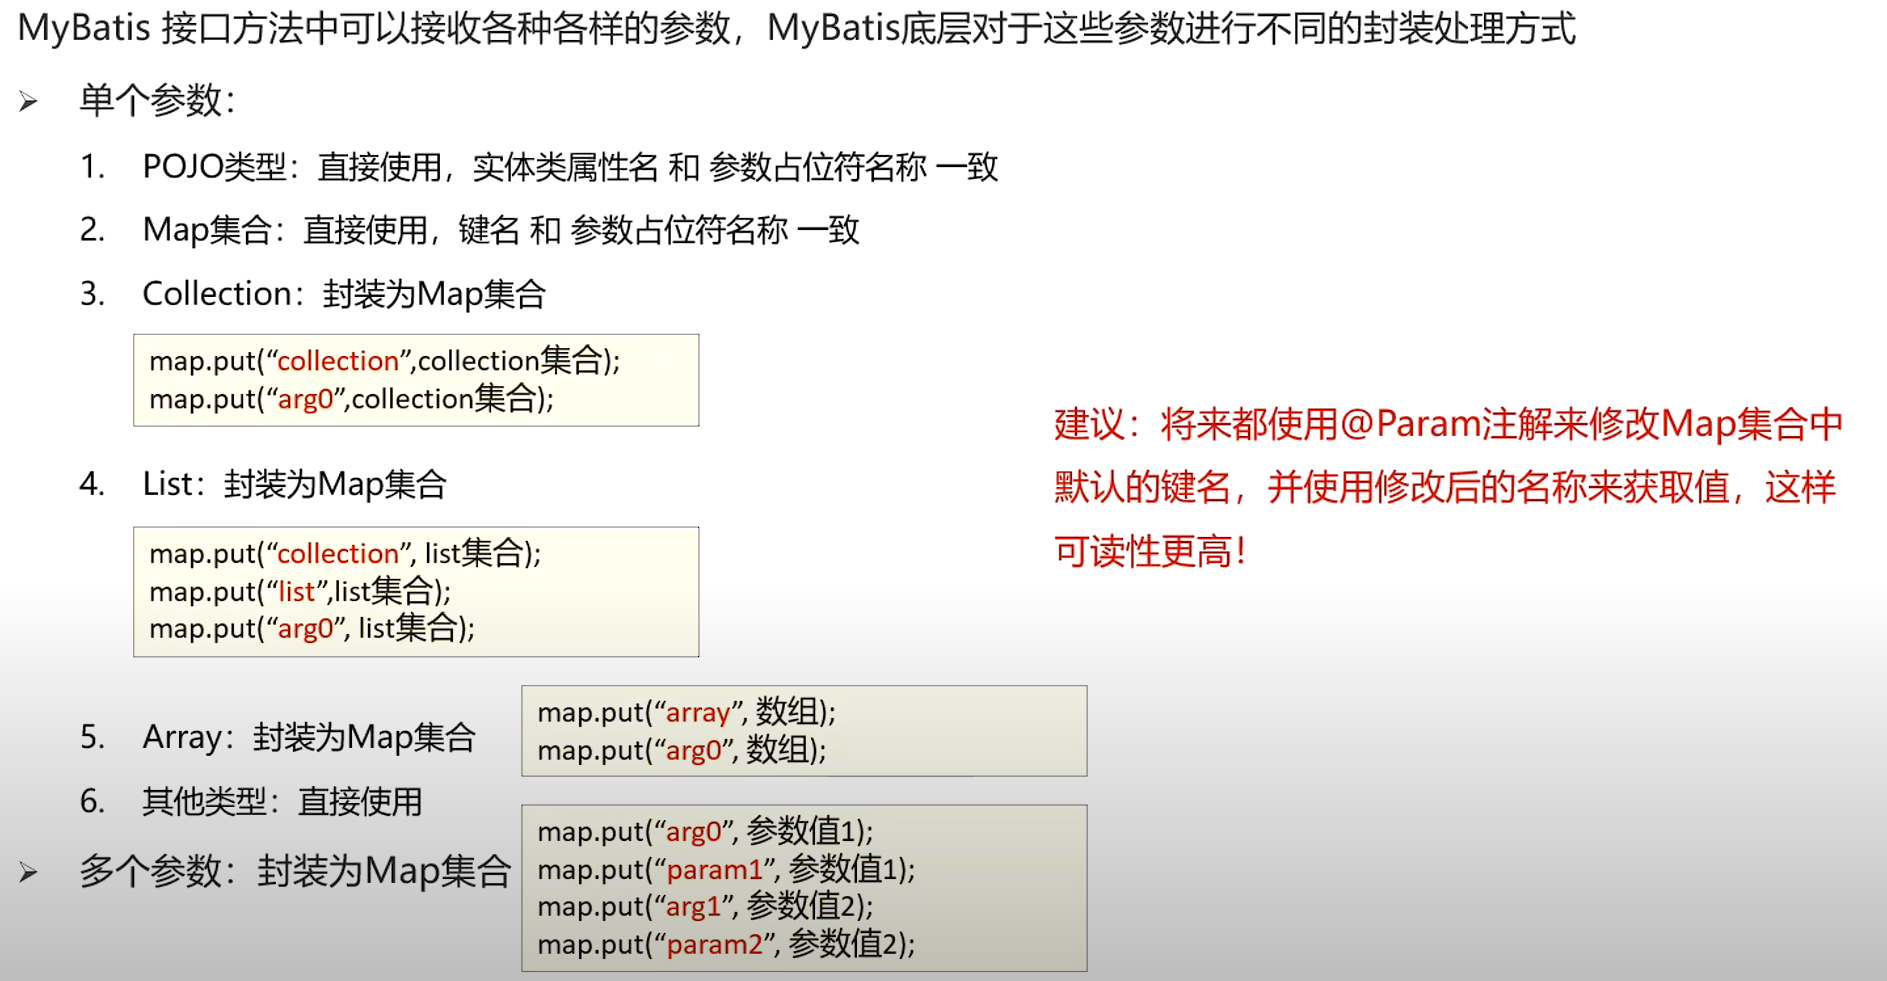 MyBatis 接口方法中可以接收各种各样的参数，MyBatis底层对于这些参数进行不同的封装处理方式
➢ 单个参数：
1. POJO类型：直接使用，实体类属性名 和 参数占位符名称 一致
2. Map集合：直接使用，键名 和 参数占位符名称 一致
3. Collection：封装为Map集合
map.put(“collection”,collection集合);
map.put(“arg0”,collection集合);
4. List：封装为Map集合
map.put(“collection”, list集合);
map.put(“list”,list集合);
map.put(“arg0”, list集合);
5. Array：封装为Map集合
map.put(“array”, 数组);
map.put(“arg0”, 数组);
6. 其他类型：直接使用
➢ 多个参数：封装为Map集合
map.put(“arg0”, 参数值1);
map.put(“param1”, 参数值1);
map.put(“arg1”, 参数值2);
map.put(“param2”, 参数值2);
建议：将来都使用@Param注解来修改Map集合中
默认的键名，并使用修改后的名称来获取值，这样
可读性更高！